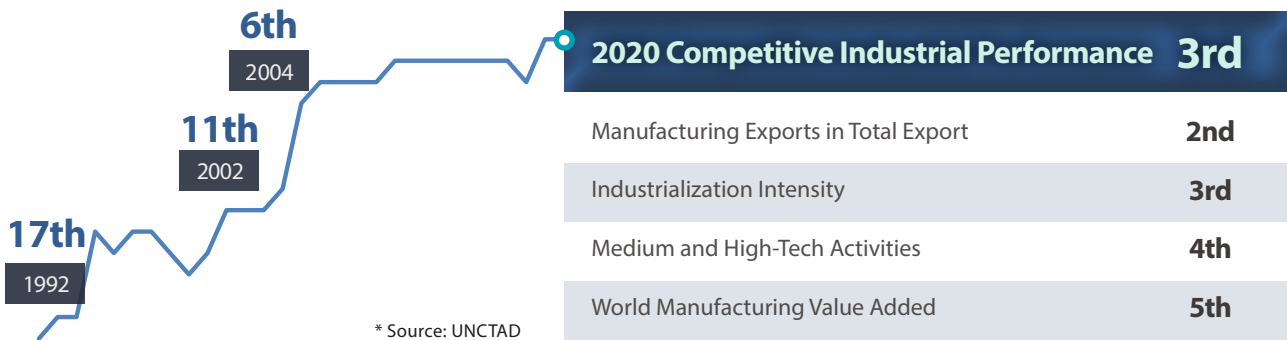 6th
2004
11th
2002
17th
1992
* Source: UNCTAD
2020 Competitive Industrial Performance 3rd
Manufacturing Exports in Total Export 2nd
Industrialization Intensity 3rd
Medium and High-Tech Activities 4th
World Manufacturing Value Added 5th